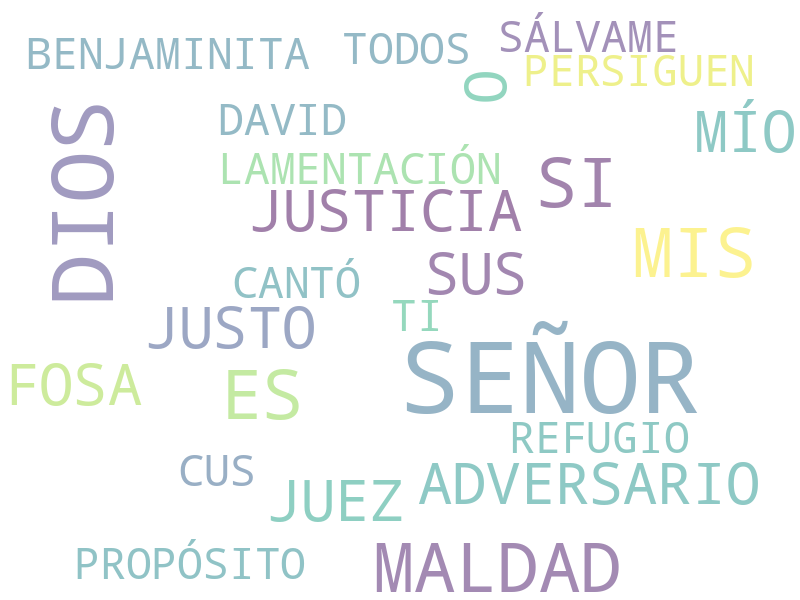 SÁLVAME
BENJAMINITA
TODOS
PERSIGUEN
O
DIOS
DAVID
MÍO
LAMENTACIÓN
SI
JUSTICIA
MIS
SUS
CANTÓ
TI
JUSTO
SEÑOR
FOSA
ES
REFUGIO
CUS
ADVERSARIO
JUEZ
PROPÓSITO
MALDAD